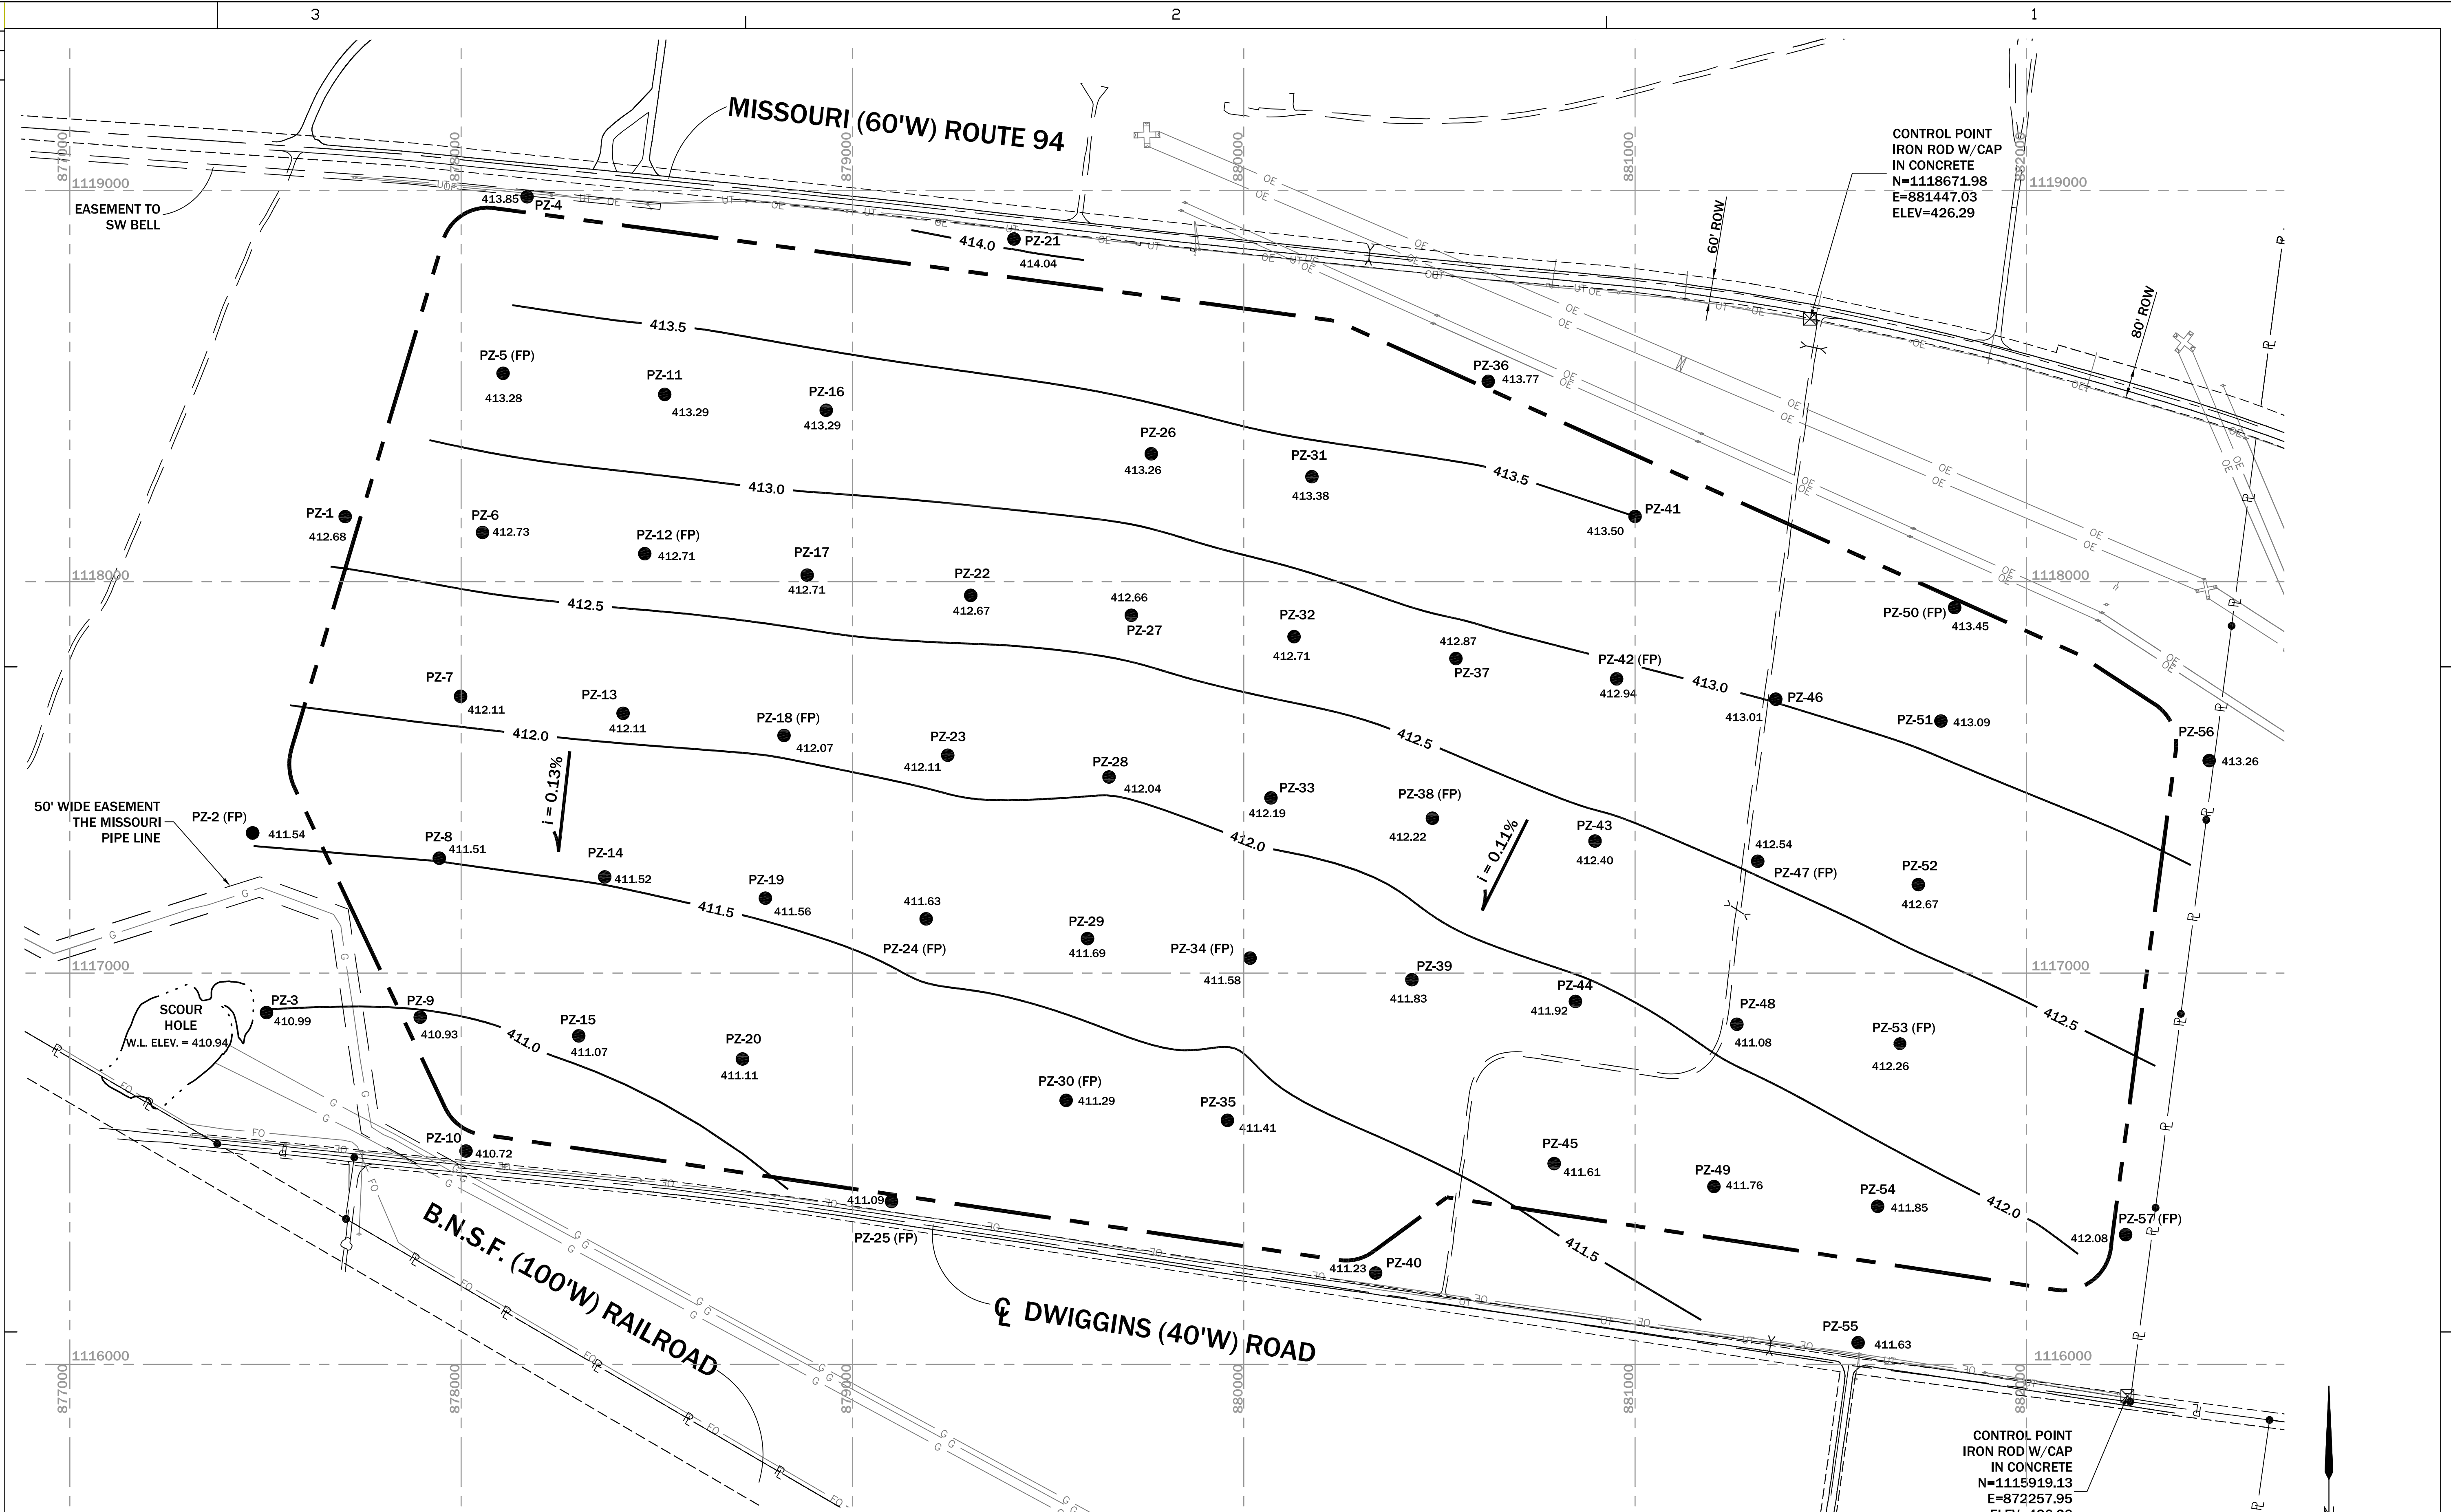 3
2
1
MISSOURI (60'W) ROUTE 94
877000
878000
879000
880000
881000
882000
1119000
1119000
EASEMENT TO
SW BELL
CONTROL POINT
IRON ROD W/CAP
IN CONCRETE
N=1118671.98
E=881447.03
ELEV=426.29
60' ROW
80' ROW
413.85
PZ-4
414.0
PZ-21
414.04
413.5
PZ-5 (FP)
413.28
PZ-11
413.29
PZ-16
413.29
PZ-36
413.77
PZ-26
413.26
PZ-31
413.38
413.5
PZ-41
413.50
413.0
PZ-1
412.68
PZ-6
412.73
PZ-12 (FP)
412.71
PZ-17
412.71
PZ-22
412.67
412.66
PZ-27
PZ-32
412.71
412.87
PZ-37
PZ-42 (FP)
412.94
PZ-50 (FP)
413.45
1118000
1118000
412.5
413.0
PZ-46
413.01
PZ-51
413.09
PZ-56
413.26
PZ-7
412.11
PZ-13
412.11
PZ-18 (FP)
412.07
PZ-23
412.11
PZ-28
412.04
PZ-33
412.19
PZ-38 (FP)
412.22
412.5
PZ-43
412.40
412.54
PZ-47 (FP)
PZ-52
412.67
412.0
i = 0.13%
i = 0.11%
412.0
50' WIDE EASEMENT
THE MISSOURI
PIPE LINE
PZ-2 (FP)
411.54
PZ-8
411.51
PZ-14
411.52
PZ-19
411.56
411.5
411.63
PZ-24 (FP)
PZ-29
411.69
PZ-34 (FP)
411.58
PZ-39
411.83
PZ-44
411.92
PZ-48
411.08
PZ-53 (FP)
412.26
412.5
1117000
1117000
SCOUR
HOLE
W.L. ELEV. = 410.94
PZ-3
410.99
PZ-9
410.93
411.0
PZ-15
411.07
PZ-20
411.11
PZ-30 (FP)
411.29
PZ-35
411.41
PZ-45
411.61
PZ-49
411.76
PZ-54
411.85
412.0
PZ-57 (FP)
412.08
PZ-10
410.72
411.09
PZ-25 (FP)
411.23
PZ-40
411.5
PZ-55
411.63
B.N.S.F. (100'W) RAILROAD
CL DWIGGINS (40'W) ROAD
1116000
1116000
877000
878000
879000
880000
881000
882000
CONTROL POINT
IRON ROD W/CAP
IN CONCRETE
N=1115919.13
E=872257.95